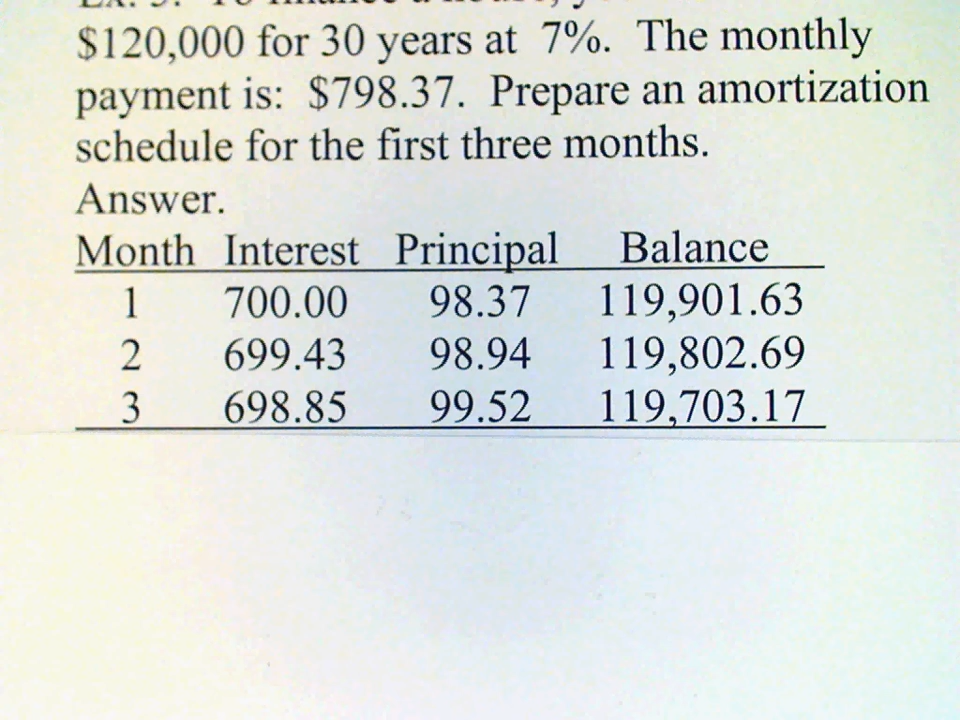 $120,000 for 30 years at 7%. The monthly
payment is: $798.37. Prepare an amortization
schedule for the first three months.
Answer.
Month Interest Principal Balance
1 700.00 98.37 119,901.63
2 699.43 98.94 119,802.69
3 698.85 99.52 119,703.17